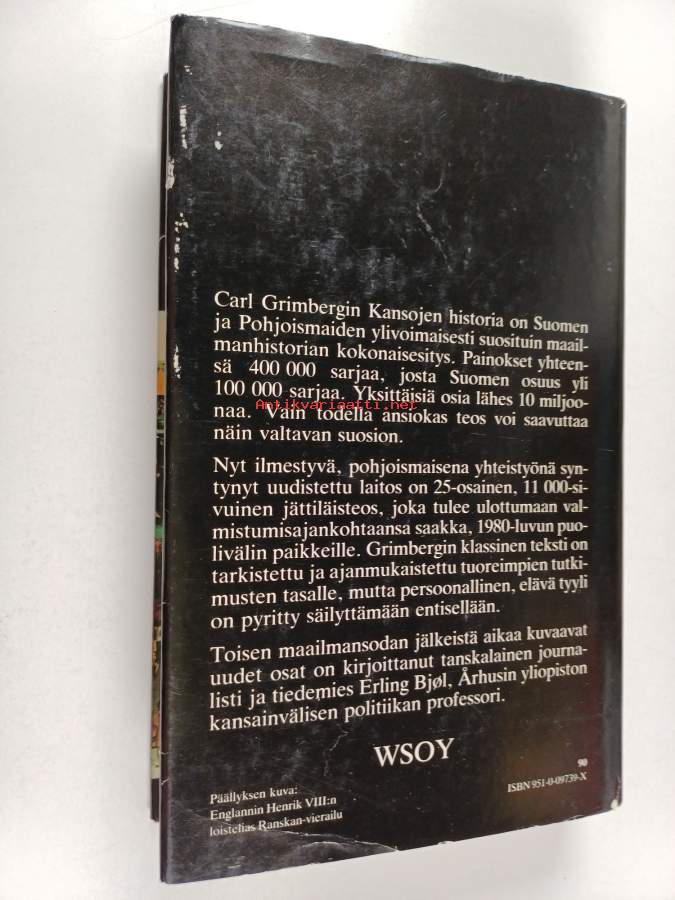 Carl Grimbergin Kansojen historia on Suomen
ja Pohjoismaiden ylivoimaisesti suosituin maail-
manhistorian kokonaisesitys. Painokset yhteen-
sä 400 000 sarjaa, josta Suomen osuus yli
100 000 sarjaa. Yksittäisiä osia lähes 10 miljoo-
naa. Vain todella ansiokas teos voi saavuttaa
näin valtavan suosion.
Antikvariaatti.net
Nyt ilmestyvä, pohjoismaisena yhteistyönä syn-
tynyt uudistettu laitos on 25-osainen, 11 000-si-
vuinen jättiläisteos, joka tulee ulottumaan val-
mistumisajankohtaansa saakka, 1980-luvun puo-
livälin paikkeille. Grimbergin klassinen teksti on
tarkistettu ja ajanmukaistettu tuoreimpien tutki-
musten tasalle, mutta persoonallinen, elävä tyyli
on pyritty säilyttämään entisellään.
Toisen maailmansodan jälkeistä aikaa kuvaavat
uudet osat on kirjoittanut tanskalainen journa-
listi ja tiedemies Erling Bjøl, Århusin yliopiston
kansainvälisen politiikan professori.
WSOY
90
ISBN 951-0-09739-X
Päällyksen kuva:
Englannin Henrik VIII:n
loistelias Ranskan-vierailu